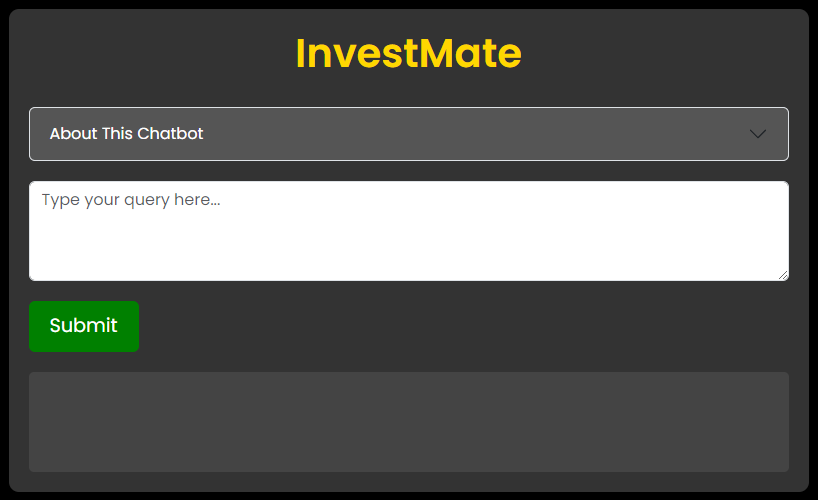 InvestMate
About This Chatbot
Type your query here...
Submit